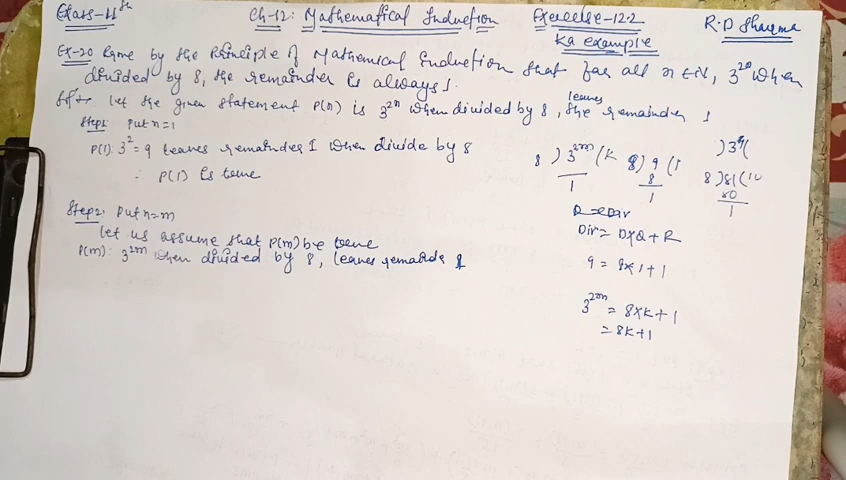 Class-11th Ch-12: Mathematical Induction Exercise-12.2 R.D Sharma
Ka example
Ex-20 Prove by the Principle of Mathemical Induction that for all n ∈ N, 3^2n when
divided by 8, the remainder is always 1.
Let the given statement P(n) is 3^2n when divided by 8, leaves the remainder 1
Step1 Put n=1
P(1): 3^2 = 9 leaves remainder 1 when divide by 8
∴ P(1) is true
Step2. Put n=m
Let us assume that P(m) be true
P(m): 3^2m when divided by 8, leaves remainder 1
8 ) 3^2m ( K 8) 9 (1 ) 3^4 (
1 8 8 ) 81 ( 10
1 80
1
Div = D×Q + R
9 = 8×1 + 1
3^2m = 8×K + 1
= 8K + 1